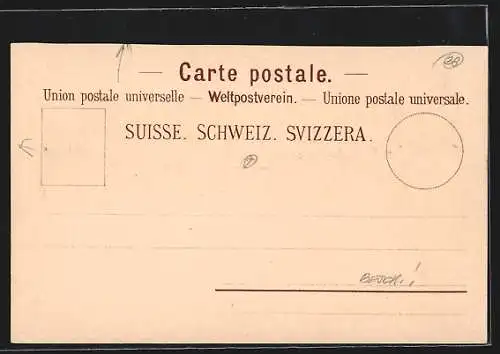 — Carte postale. —
Union postale universelle — Weltpostverein. — Unione postale universale.
SUISSE. SCHWEIZ. SVIZZERA.